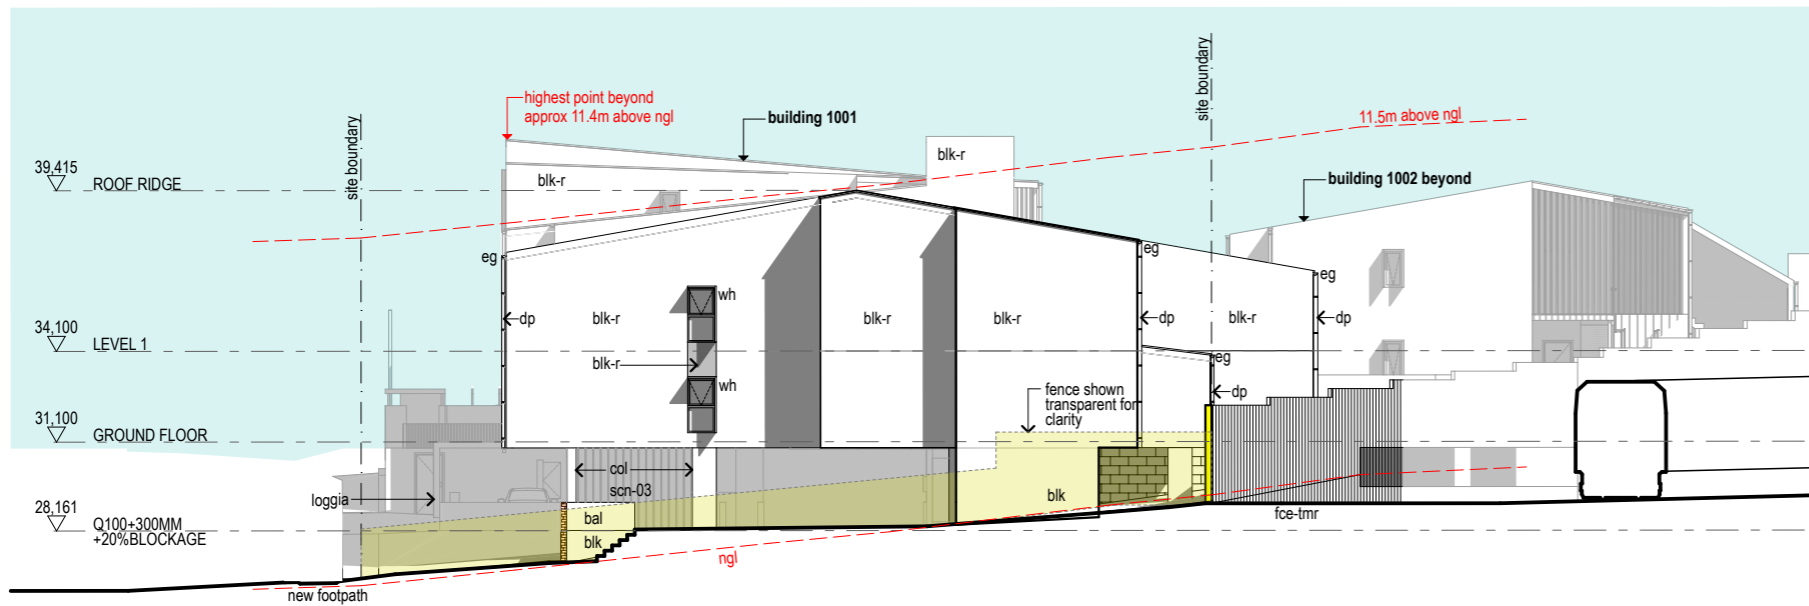 highest point beyond
approx 11.4m above ngl
building 1001
site boundary
site boundary
11.5m above ngl
blk-r
39,415
ROOF RIDGE
blk-r
building 1002 beyond
eg
eg
eg
wh
dp
blk-r
blk-r
blk-r
dp
blk-r
dp
34,100
LEVEL 1
blk-r
eg
wh
dp
fence shown
transparent for
clarity
31,100
GROUND FLOOR
col
scn-03
loggia
blk
28,161
Q100+300MM
+20%BLOCKAGE
bal
blk
fce-tmr
ngl
new footpath